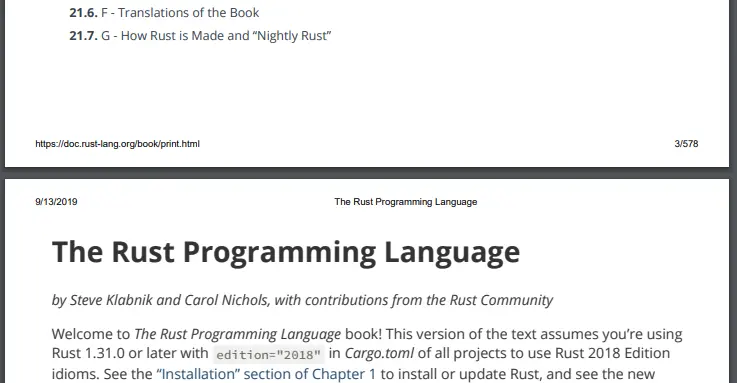 21.6. F - Translations of the Book
21.7. G - How Rust is Made and “Nightly Rust”
https://doc.rust-lang.org/book/print.html 3/578
9/13/2019 The Rust Programming Language
The Rust Programming Language
by Steve Klabnik and Carol Nichols, with contributions from the Rust Community
Welcome to The Rust Programming Language book! This version of the text assumes you’re using
Rust 1.31.0 or later with edition="2018" in Cargo.toml of all projects to use Rust 2018 Edition
idioms. See the “Installation” section of Chapter 1 to install or update Rust, and see the new